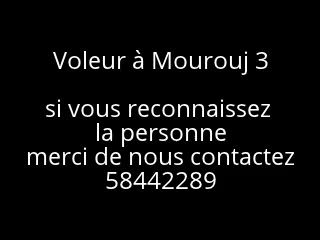 Voleur à Mourouj 3
si vous reconnaissez
la personne
merci de nous contactez
58442289